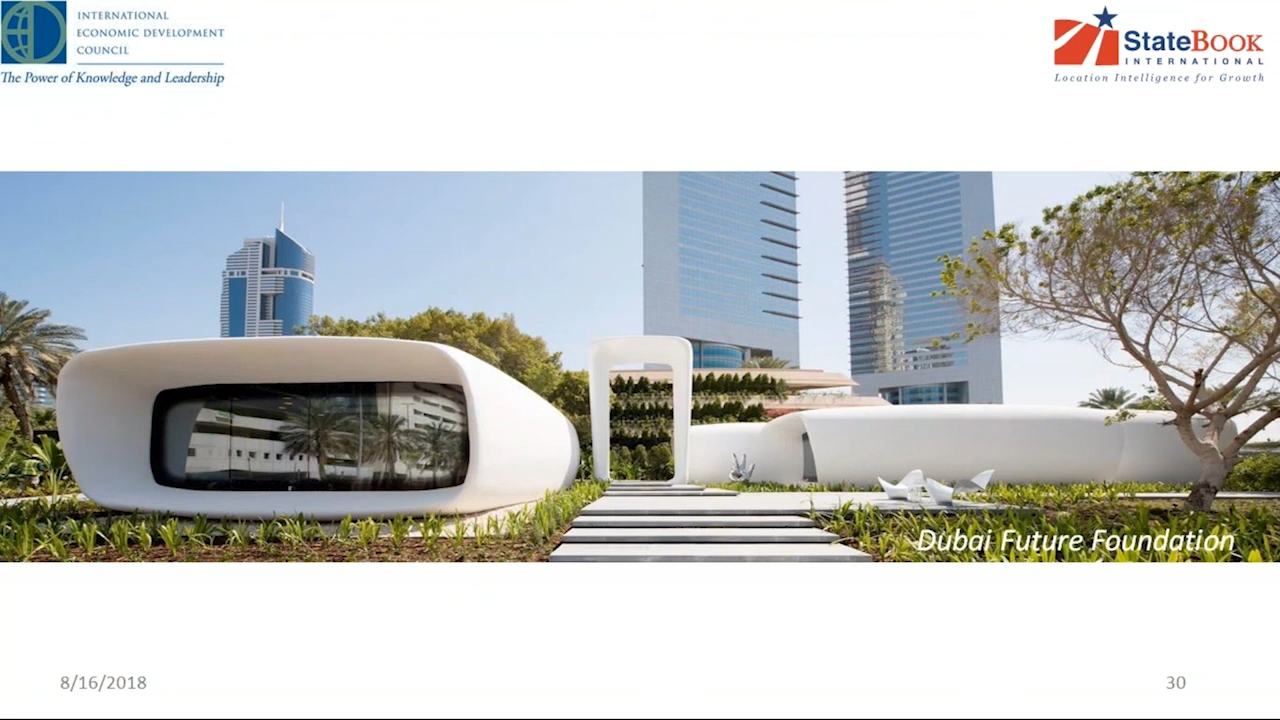 INTERNATIONAL
ECONOMIC DEVELOPMENT
COUNCIL
The Power of Knowledge and Leadership
StateBook
INTERNATIONAL
Location Intelligence for Growth
Dubai Future Foundation
8/16/2018
30